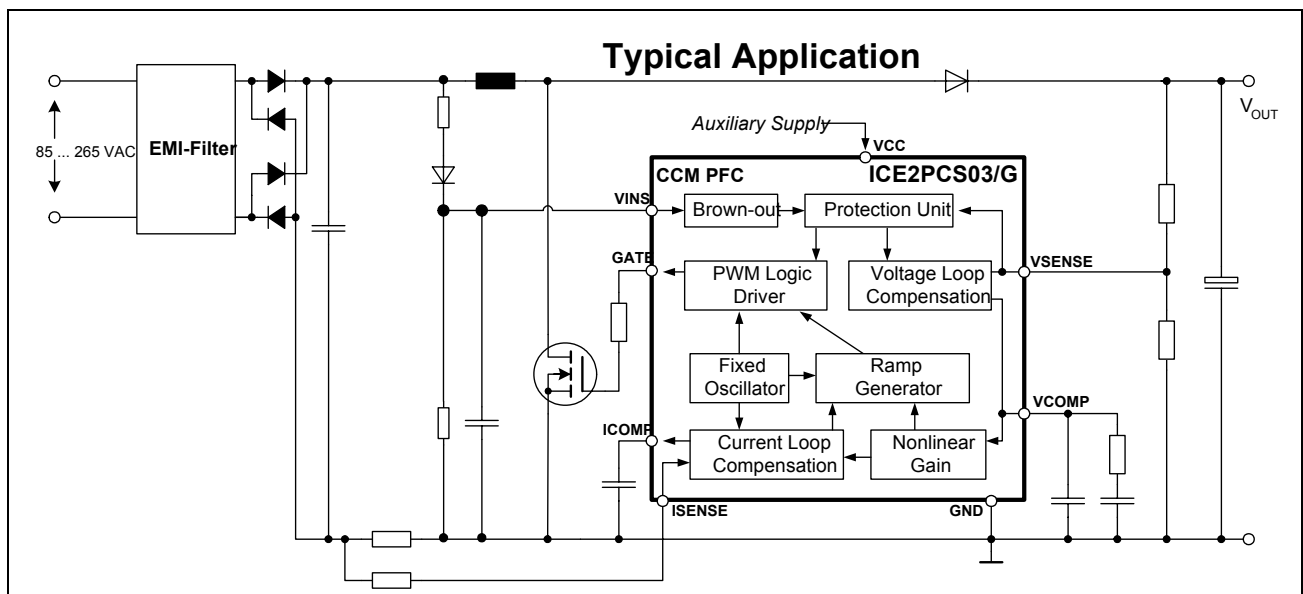 Typical Application
85 ... 265 VAC
EMI-Filter
V_OUT
Auxiliary Supply
VCC
CCM PFC
ICE2PCS03/G
VINS
Brown-out
Protection Unit
GATE
PWM Logic
Driver
Voltage Loop
Compensation
VSENSE
Fixed
Oscillator
Ramp
Generator
VCOMP
ICOMP
Current Loop
Compensation
Nonlinear
Gain
ISENSE
GND